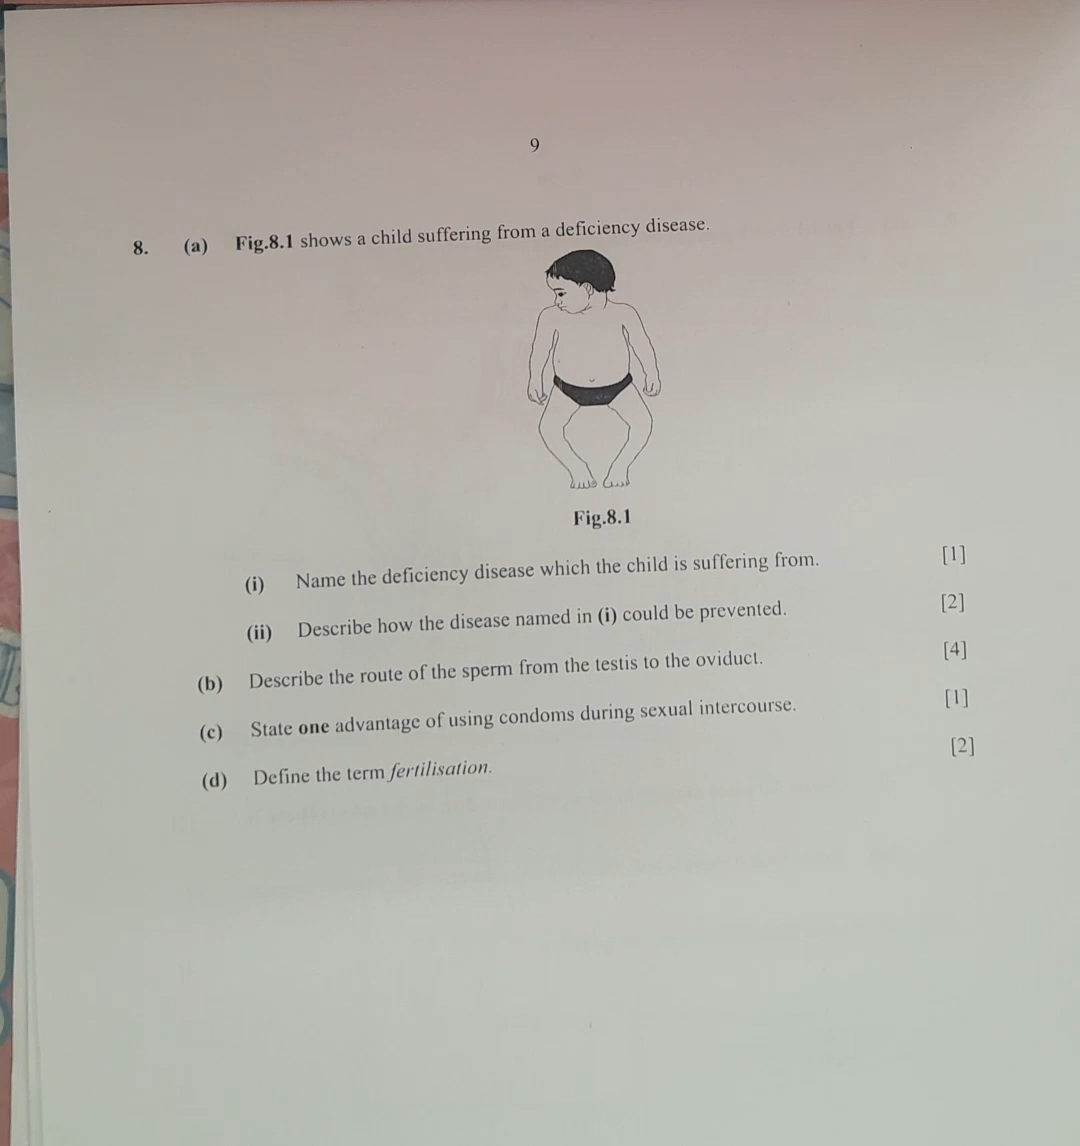 9
8. (a) Fig.8.1 shows a child suffering from a deficiency disease.
Fig.8.1
(i) Name the deficiency disease which the child is suffering from. [1]
(ii) Describe how the disease named in (i) could be prevented. [2]
(b) Describe the route of the sperm from the testis to the oviduct. [4]
(c) State one advantage of using condoms during sexual intercourse. [1]
(d) Define the term fertilisation. [2]